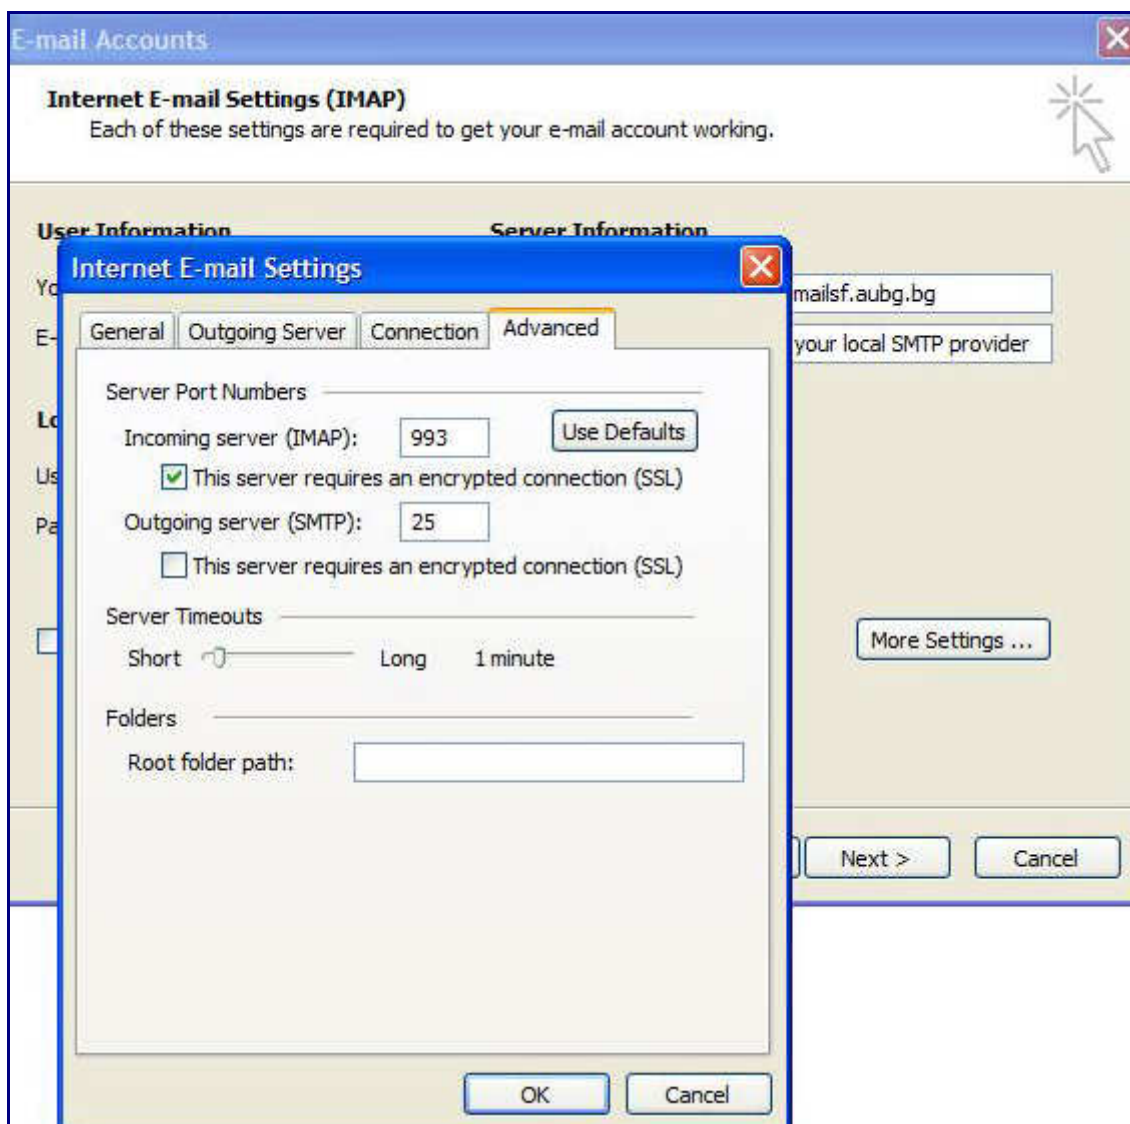 E-mail Accounts
Internet E-mail Settings (IMAP)
Each of these settings are required to get your e-mail account working.
User Information Server Information
Internet E-mail Settings
mailsf.aubg.bg
your local SMTP provider
General Outgoing Server Connection Advanced
Server Port Numbers
Incoming server (IMAP): 993 Use Defaults
This server requires an encrypted connection (SSL)
Outgoing server (SMTP): 25
This server requires an encrypted connection (SSL)
Server Timeouts
Short Long 1 minute
More Settings ...
Folders
Root folder path:
Next > Cancel
OK Cancel